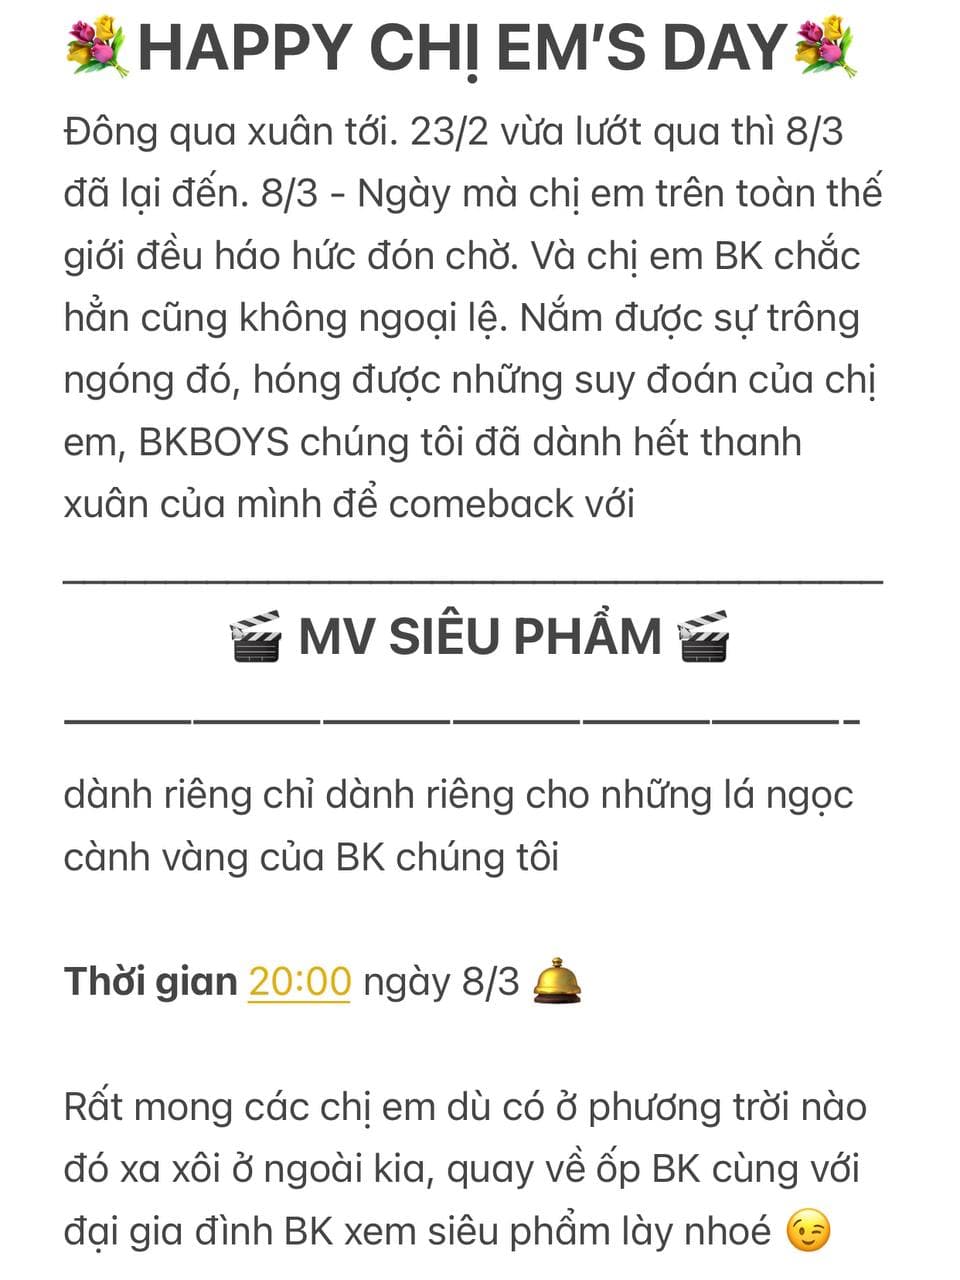 💐HAPPY CHỊ EM’S DAY💐
Đông qua xuân tới. 23/2 vừa lướt qua thì 8/3
đã lại đến. 8/3 - Ngày mà chị em trên toàn thế
giới đều háo hức đón chờ. Và chị em BK chắc
hẳn cũng không ngoại lệ. Nắm được sự trông
ngóng đó, hóng được những suy đoán của chị
em, BKBOYS chúng tôi đã dành hết thanh
xuân của mình để comeback với
🎬 MV SIÊU PHẨM 🎬
dành riêng chỉ dành riêng cho những lá ngọc
cành vàng của BK chúng tôi
Thời gian 20:00 ngày 8/3 🛎️
Rất mong các chị em dù có ở phương trời nào
đó xa xôi ở ngoài kia, quay về ốp BK cùng với
đại gia đình BK xem siêu phẩm lày nhoé 😉